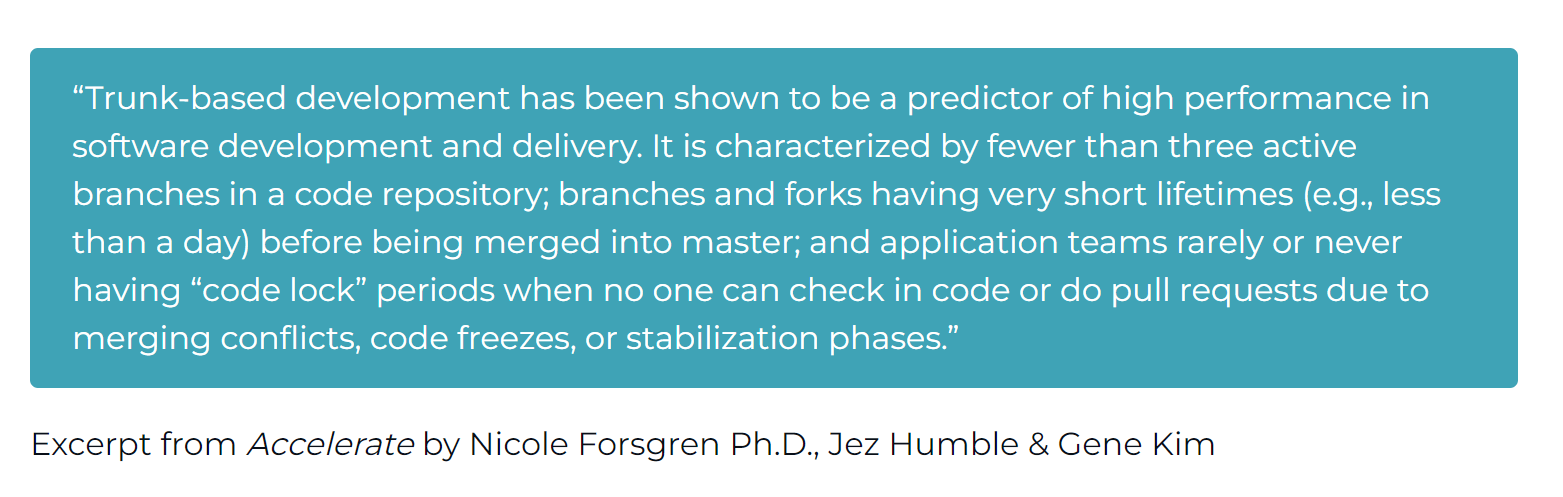 “Trunk-based development has been shown to be a predictor of high performance in
software development and delivery. It is characterized by fewer than three active
branches in a code repository; branches and forks having very short lifetimes (e.g., less
than a day) before being merged into master; and application teams rarely or never
having “code lock” periods when no one can check in code or do pull requests due to
merging conflicts, code freezes, or stabilization phases.”
Excerpt from Accelerate by Nicole Forsgren Ph.D., Jez Humble & Gene Kim